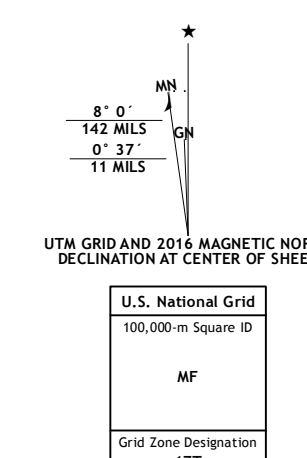 ★
MN
GN
8° 0´
142 MILS
0° 37´
11 MILS
UTM GRID AND 2016 MAGNETIC NOR
DECLINATION AT CENTER OF SHEE
U.S. National Grid
100,000-m Square ID
MF
Grid Zone Designation